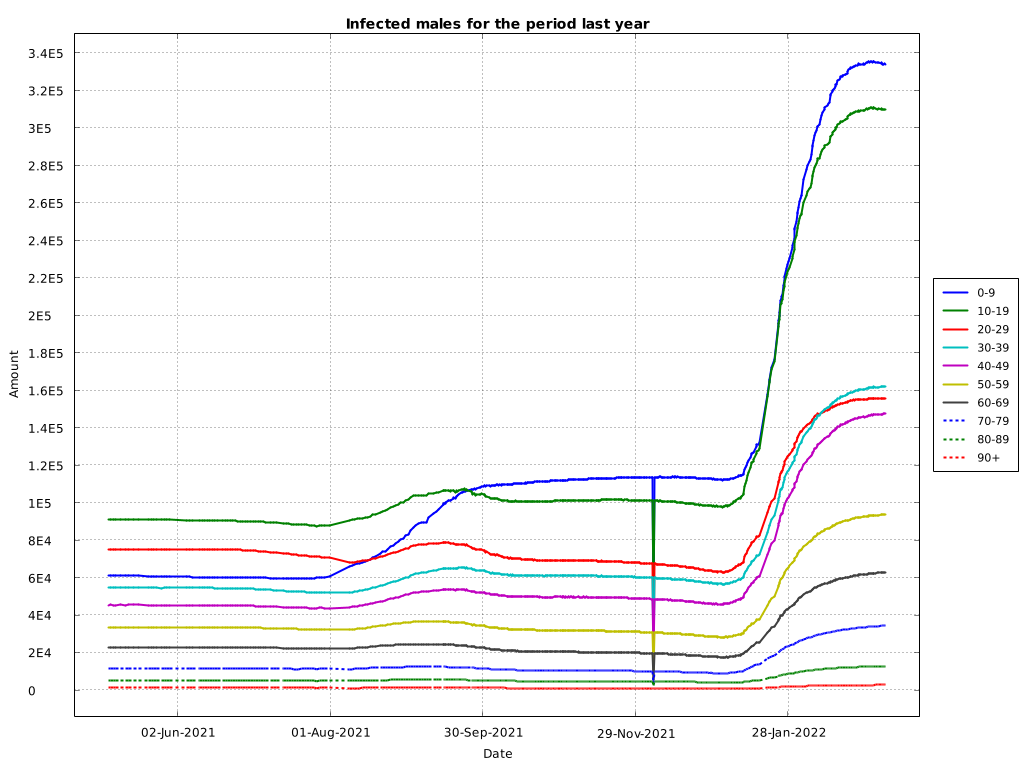 Infected males for the period last year
3.4E5
3.2E5
3E5
2.8E5
2.6E5
2.4E5
2.2E5
2E5
1.8E5
1.6E5
1.4E5
1.2E5
1E5
8E4
6E4
4E4
2E4
0
Amount
02-Jun-2021
01-Aug-2021
30-Sep-2021
29-Nov-2021
28-Jan-2022
Date
0-9
10-19
20-29
30-39
40-49
50-59
60-69
70-79
80-89
90+